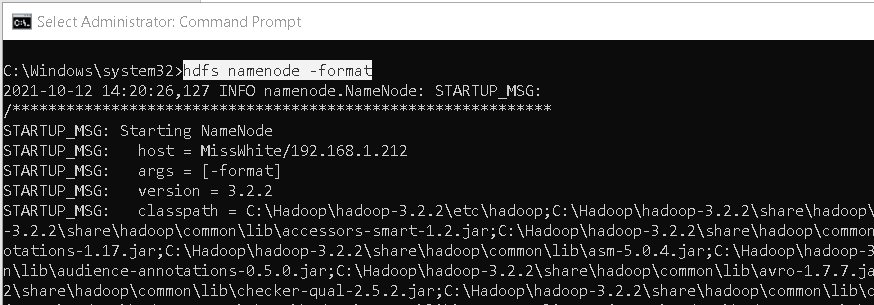 Select Administrator: Command Prompt
C:\Windows\system32>hdfs namenode -format
2021-10-12 14:20:26,127 INFO namenode.NameNode: STARTUP_MSG:
/************************************************************
STARTUP_MSG: Starting NameNode
STARTUP_MSG:   host = MissWhite/192.168.1.212
STARTUP_MSG:   args = [-format]
STARTUP_MSG:   version = 3.2.2
STARTUP_MSG:   classpath = C:\Hadoop\hadoop-3.2.2\etc\hadoop;C:\Hadoop\hadoop-3.2.2\share\hadoop\
-3.2.2\share\hadoop\common\lib\accessors-smart-1.2.jar;C:\Hadoop\hadoop-3.2.2\share\hadoop\common
otations-1.17.jar;C:\Hadoop\hadoop-3.2.2\share\hadoop\common\lib\asm-5.0.4.jar;C:\Hadoop\hadoop-3
n\lib\audience-annotations-0.5.0.jar;C:\Hadoop\hadoop-3.2.2\share\hadoop\common\lib\avro-1.7.7.ja
2\share\hadoop\common\lib\checker-qual-2.5.2.jar;C:\Hadoop\hadoop-3.2.2\share\hadoop\common\lib\c